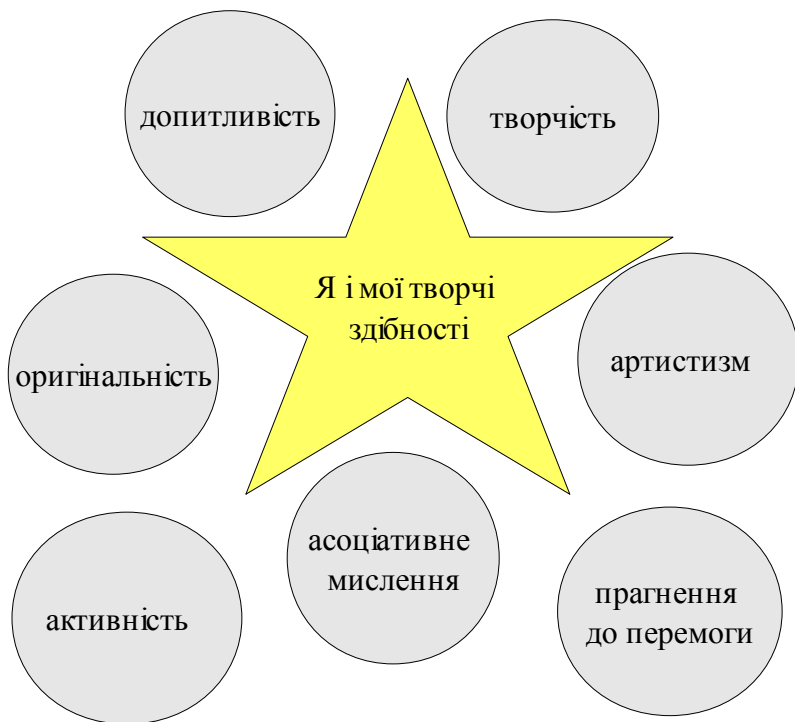 допитливість
творчість
Я і мої творчі
здібності
оригінальність
артистизм
асоціативне
мислення
активність
прагнення
до перемоги